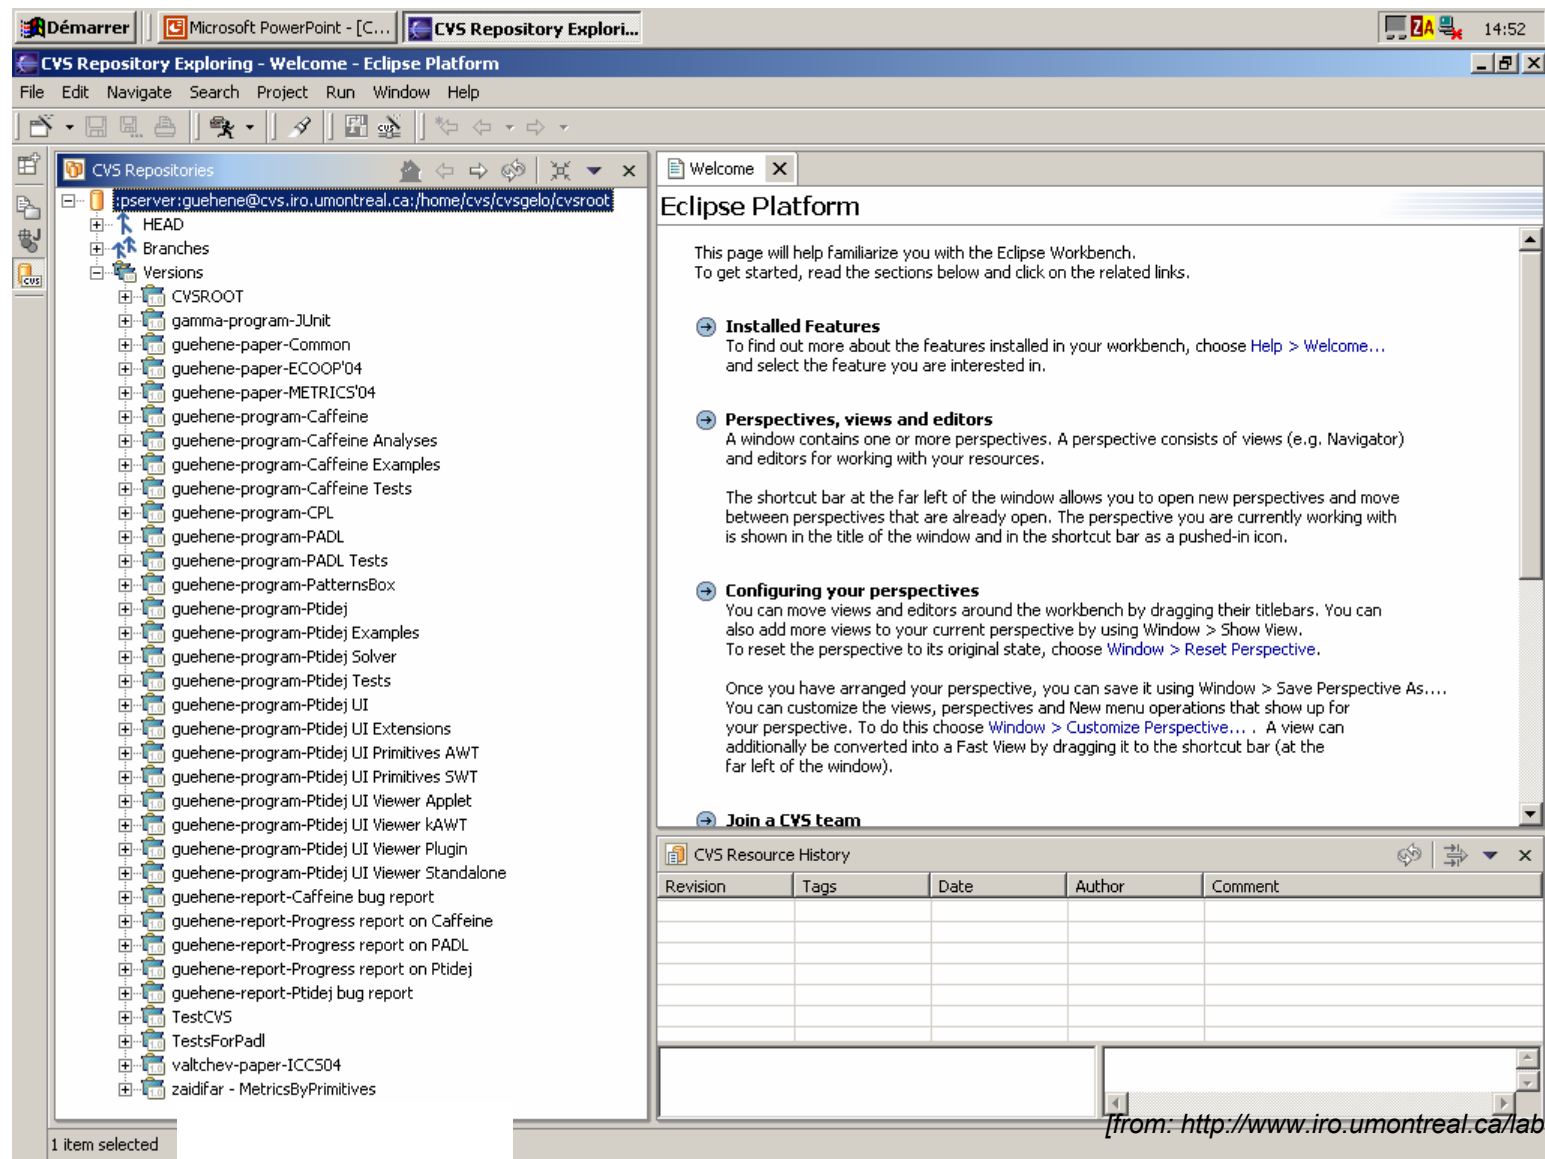 Démarrer Microsoft PowerPoint - [C... CVS Repository Explori... ZA 14:52
CVS Repository Exploring - Welcome - Eclipse Platform
File Edit Navigate Search Project Run Window Help
CVS Repositories
:pserver:guehene@cvs.iro.umontreal.ca:/home/cvs/cvsgelo/cvsroot
HEAD
Branches
Versions
CVSROOT
gamma-program-JUnit
guehene-paper-Common
guehene-paper-ECOOP'04
guehene-paper-METRICS'04
guehene-program-Caffeine
guehene-program-Caffeine Analyses
guehene-program-Caffeine Examples
guehene-program-Caffeine Tests
guehene-program-CPL
guehene-program-PADL
guehene-program-PADL Tests
guehene-program-PatternsBox
guehene-program-Ptidej
guehene-program-Ptidej Examples
guehene-program-Ptidej Solver
guehene-program-Ptidej Tests
guehene-program-Ptidej UI
guehene-program-Ptidej UI Extensions
guehene-program-Ptidej UI Primitives AWT
guehene-program-Ptidej UI Primitives SWT
guehene-program-Ptidej UI Viewer Applet
guehene-program-Ptidej UI Viewer kAWT
guehene-program-Ptidej UI Viewer Plugin
guehene-program-Ptidej UI Viewer Standalone
guehene-report-Caffeine bug report
guehene-report-Progress report on Caffeine
guehene-report-Progress report on PADL
guehene-report-Progress report on Ptidej
guehene-report-Ptidej bug report
TestCVS
TestsForPadl
valtchev-paper-ICCS04
zaidifar - MetricsByPrimitives
1 item selected
Welcome
Eclipse Platform
This page will help familiarize you with the Eclipse Workbench.
To get started, read the sections below and click on the related links.
Installed Features
To find out more about the features installed in your workbench, choose Help > Welcome...
and select the feature you are interested in.
Perspectives, views and editors
A window contains one or more perspectives. A perspective consists of views (e.g. Navigator)
and editors for working with your resources.
The shortcut bar at the far left of the window allows you to open new perspectives and move
between perspectives that are already open. The perspective you are currently working with
is shown in the title of the window and in the shortcut bar as a pushed-in icon.
Configuring your perspectives
You can move views and editors around the workbench by dragging their titlebars. You can
also add more views to your current perspective by using Window > Show View.
To reset the perspective to its original state, choose Window > Reset Perspective.
Once you have arranged your perspective, you can save it using Window > Save Perspective As....
You can customize the views, perspectives and New menu operations that show up for
your perspective. To do this choose Window > Customize Perspective... . A view can
additionally be converted into a Fast View by dragging it to the shortcut bar (at the
far left of the window).
Join a CVS team
CVS Resource History
Revision Tags Date Author Comment
[from: http://www.iro.umontreal.ca/lab